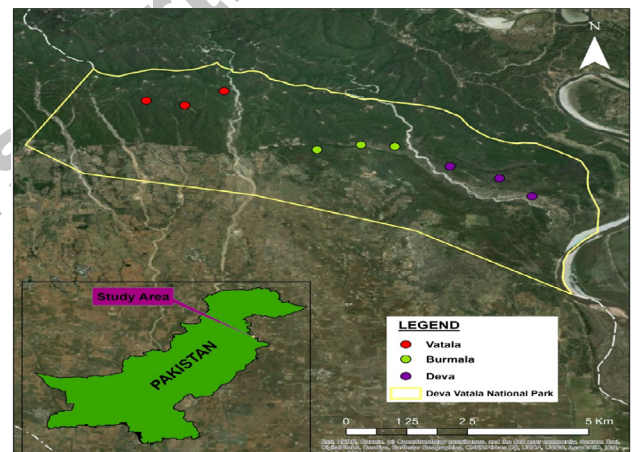 N
Study Area
PAKISTAN
LEGEND
Vatala
Burmala
Deva
Deva Vatala National Park
0 1.25 2.5 5 Km